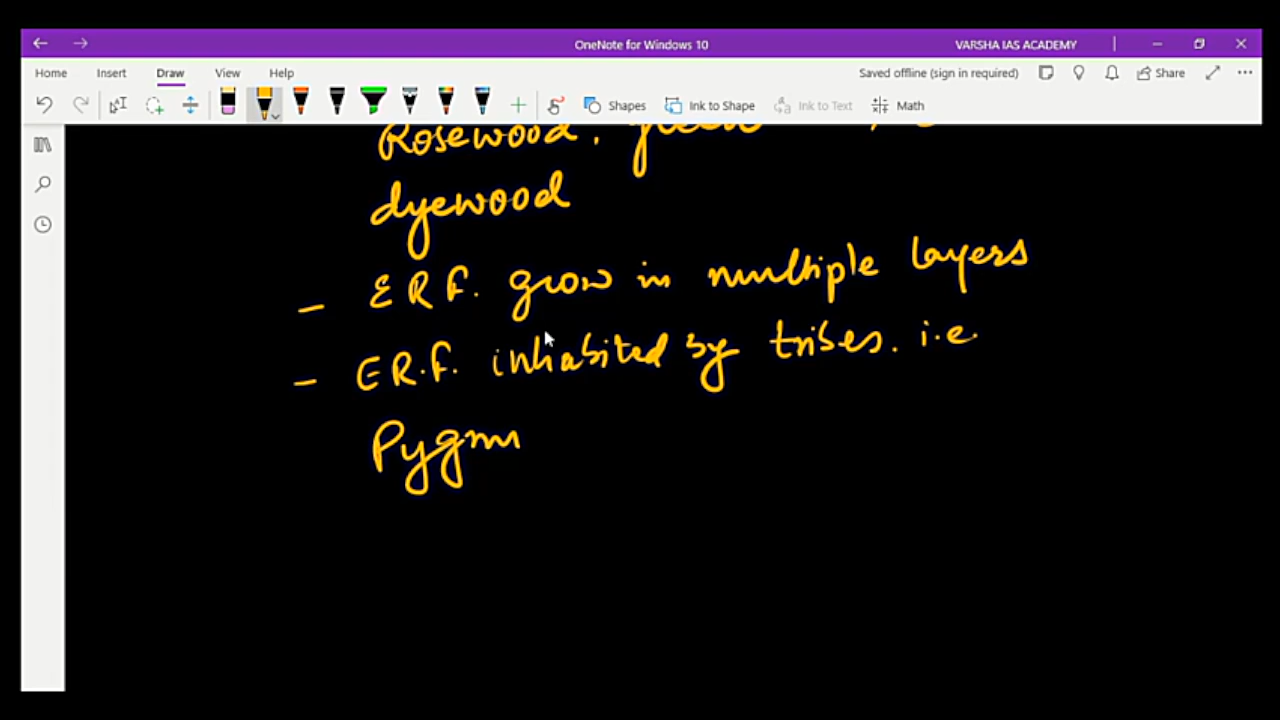 OneNote for Windows 10
VARSHA IAS ACADEMY
Home Insert Draw View Help
Saved offline (sign in required) Share
Shapes Ink to Shape Ink to Text Math
Rosewood,
dyewood
- E R F. grow in multiple layers
- E R.F. inhabited by tribes. i.e
Pygm